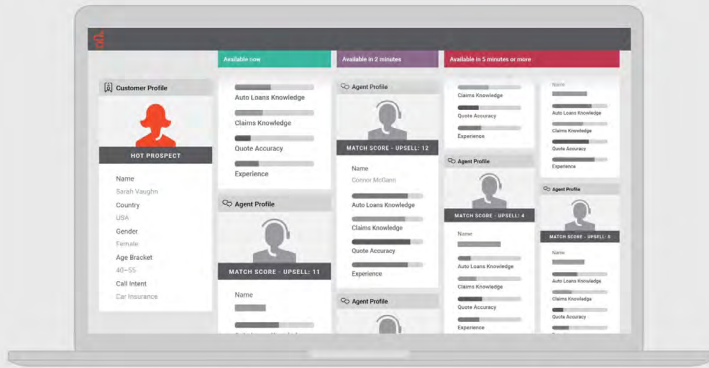 Available now
Available in 2 minutes
Available in 5 minutes or more
Customer Profile
HOT PROSPECT
Name
Sarah Vaughn
Country
USA
Gender
Female
Age Bracket
40-55
Call Intent
Car Insurance
Auto Loans Knowledge
Claims Knowledge
Quote Accuracy
Experience
Agent Profile
MATCH SCORE - UPSELL: 11
Name
Agent Profile
MATCH SCORE - UPSELL: 12
Name
Connor McGann
Auto Loans Knowledge
Claims Knowledge
Quote Accuracy
Experience
Agent Profile
Claims Knowledge
Quote Accuracy
Experience
Agent Profile
MATCH SCORE - UPSELL: 4
Name
Auto Loans Knowledge
Claims Knowledge
Quote Accuracy
Experience
Name
Auto Loans Knowledge
Claims Knowledge
Quote Accuracy
Experience
Agent Profile
Name
Auto Loans Knowledge
Claims Knowledge
Quote Accuracy